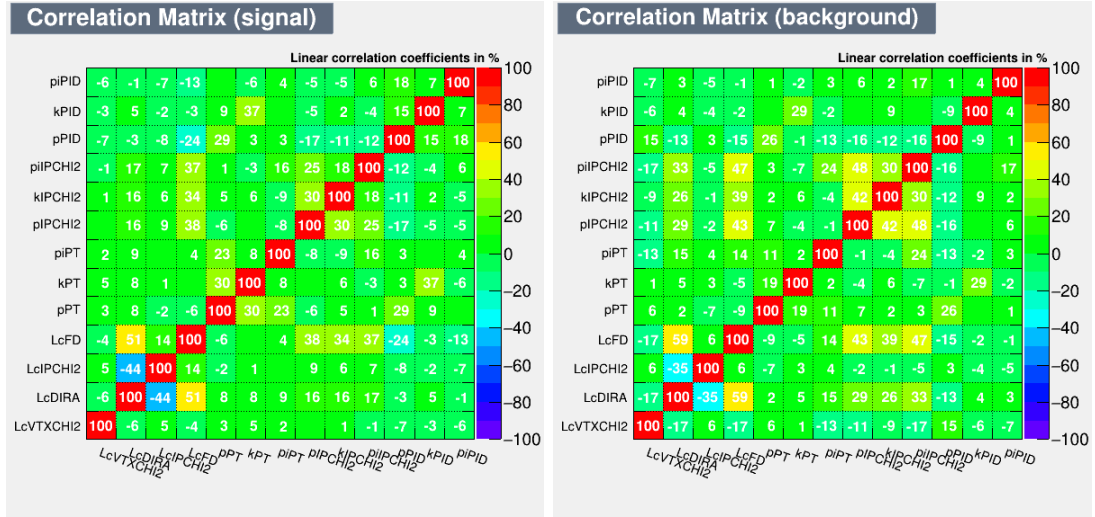 Correlation Matrix (signal)
Linear correlation coefficients in %
piPID -6 -1 -7 -13 -6 4 -5 -5 6 18 7 100
kPID -3 5 -2 -3 9 37 -5 2 -4 15 100 7
pPID -7 -3 -8 -24 29 3 3 -17 -11 -12 100 15 18
piIPCHI2 -1 17 7 37 1 -3 16 25 18 100 -12 -4 6
kIPCHI2 1 16 6 34 5 6 -9 30 100 18 -11 2 -5
pIPCHI2 16 9 38 -6 -8 100 30 25 -17 -5 -5
piPT 2 9 4 23 8 100 -8 -9 16 3 4
kPT 5 8 1 30 100 8 6 -3 3 37 -6
pPT 3 8 -2 -6 100 30 23 -6 5 1 29 9
LcFD -4 51 14 100 -6 4 38 34 37 -24 -3 -13
LcIPCHI2 5 -44 100 14 -2 1 9 6 7 -8 -2 -7
LcDIRA -6 100 -44 51 8 8 9 16 16 17 -3 5 -1
LcVTXCHI2 100 -6 5 -4 3 5 2 1 -1 -7 -3 -6
LcVTXCHI2 LcDIRA LcIPCHI2 LcFD pPT kPT piPT pIPCHI2 kIPCHI2 piIPCHI2 pPID kPID piPID
100
80
60
40
20
0
−20
−40
−60
−80
−100
Correlation Matrix (background)
Linear correlation coefficients in %
piPID -7 3 -5 -1 1 -2 3 6 2 17 1 4 100
kPID -6 4 -4 -2 29 -2 9 -9 100 4
pPID 15 -13 3 -15 26 -1 -13 -16 -12 -16 100 -9 1
piIPCHI2 -17 33 -5 47 3 -7 24 48 30 100 -16 17
kIPCHI2 -9 26 -1 39 2 6 -4 42 100 30 -12 9 2
pIPCHI2 -11 29 -2 43 7 -4 -1 100 42 48 -16 6
piPT -13 15 4 14 11 2 100 -1 -4 24 -13 -2 3
kPT 1 5 3 -5 19 100 2 -4 6 -7 -1 29 -2
pPT 6 2 -7 -9 100 19 11 7 2 3 26 1
LcFD -17 59 6 100 -9 -5 14 43 39 47 -15 -2 -1
LcIPCHI2 6 -35 100 6 -7 3 4 -2 -1 -5 3 -4 -5
LcDIRA -17 100 -35 59 2 5 15 29 26 33 -13 4 3
LcVTXCHI2 100 -17 6 -17 6 1 -13 -11 -9 -17 15 -6 -7
LcVTXCHI2 LcDIRA LcIPCHI2 LcFD pPT kPT piPT pIPCHI2 kIPCHI2 piIPCHI2 pPID kPID piPID
100
80
60
40
20
0
−20
−40
−60
−80
−100